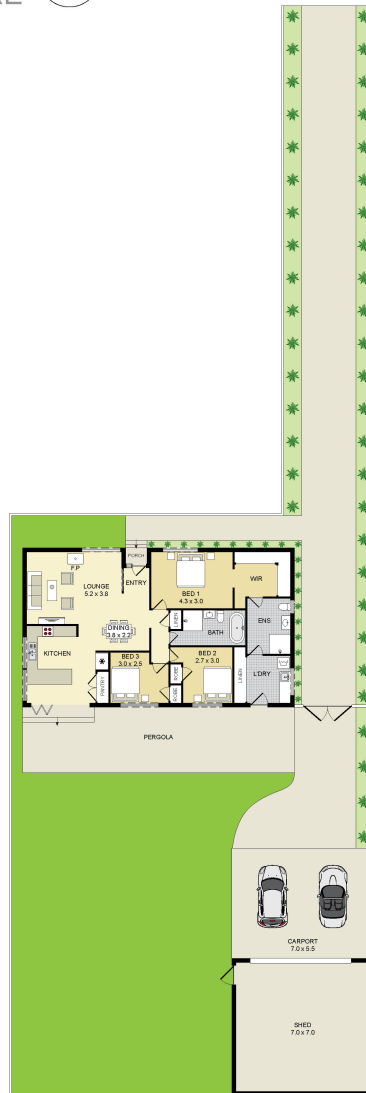 PORCH
F.P
LOUNGE
5.2 x 3.8
ENTRY
BED 1
4.3 x 3.0
WIR
LINEN
BATH
ENS
DINING
3.8 x 2.2
KITCHEN
BED 3
3.0 x 2.5
BED 2
2.7 x 3.0
PANTRY
ROBE
ROBE
LINEN
L'DRY
PERGOLA
CARPORT
7.0 x 5.5
SHED
7.0 x 7.0